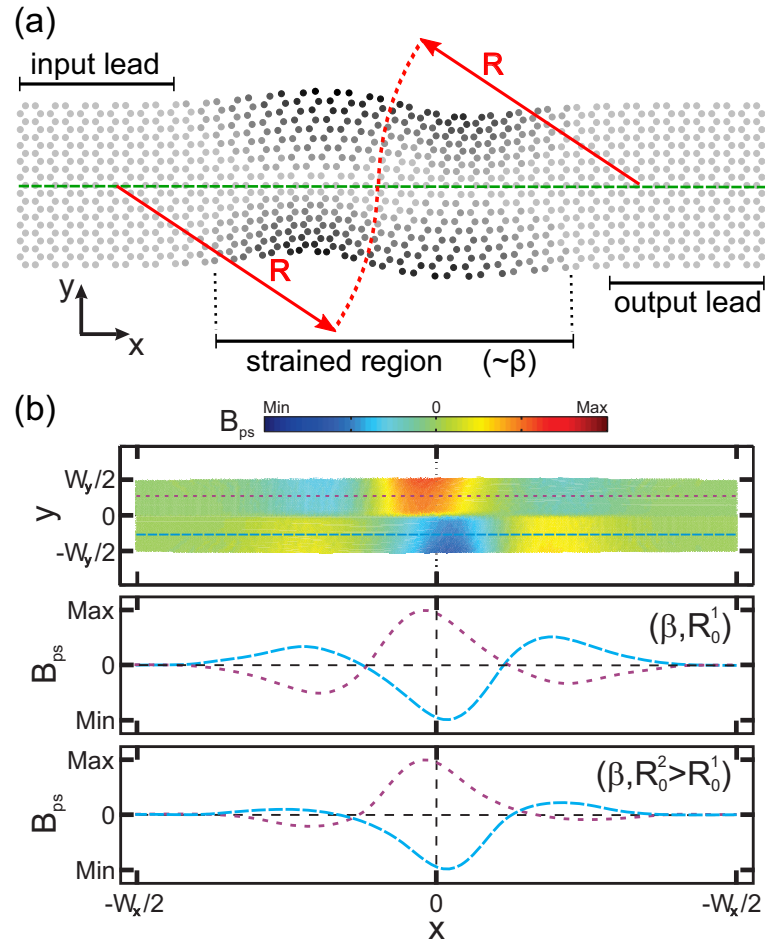 (a)
input lead
R
R
y
x
output lead
strained region (~β)
(b)
B_ps Min 0 Max
W_y/2
y 0
-W_y/2
Max
(β,R_0^1)
B_ps 0
Min
Max
(β,R_0^2>R_0^1)
B_ps 0
Min
-W_x/2 0 -W_x/2
x